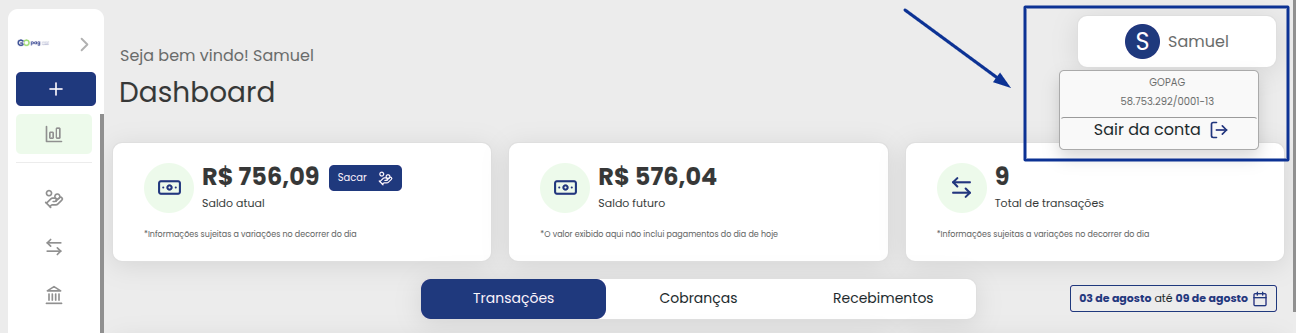 GOpag
Seja bem vindo! Samuel
Dashboard
S Samuel
GOPAG
58.753.292/0001-13
Sair da conta
R$ 756,09 Sacar
Saldo atual
*Informações sujeitas a variações no decorrer do dia
R$ 576,04
Saldo futuro
*O valor exibido aqui não inclui pagamentos do dia de hoje
9
Total de transações
*Informações sujeitas a variações no decorrer do dia
Transações Cobranças Recebimentos
03 de agosto até 09 de agosto